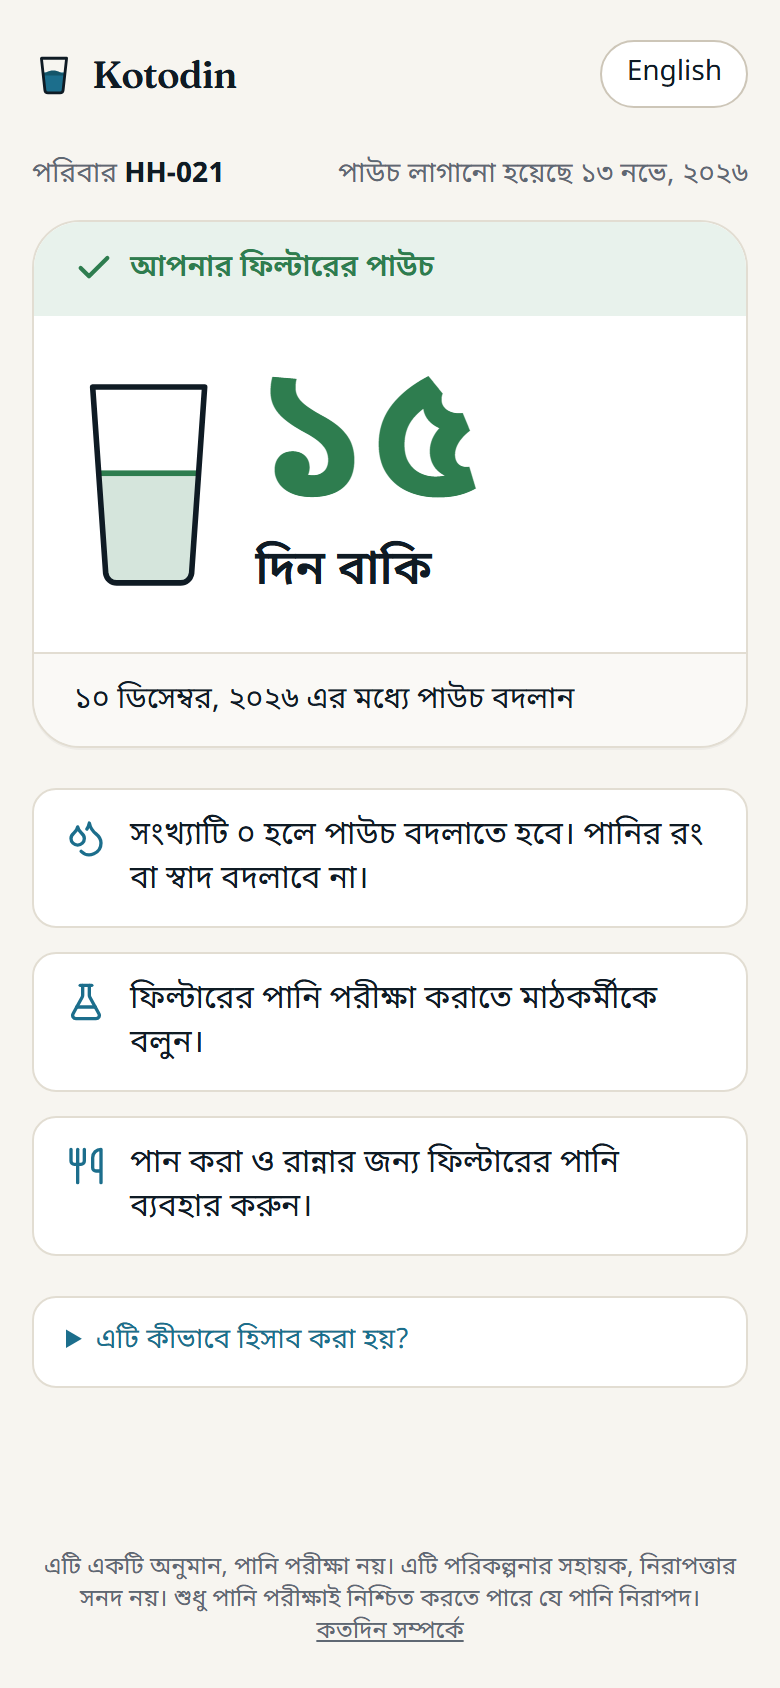 Kotodin
English
পরিবার HH-021
পাউচ লাগানো হয়েছে ১৩ নভে, ২০২৬
আপনার ফিল্টারের পাউচ
১৫
দিন বাকি
১০ ডিসেম্বর, ২০২৬ এর মধ্যে পাউচ বদলান
সংখ্যাটি ০ হলে পাউচ বদলাতে হবে। পানির রং
বা স্বাদ বদলাবে না।
ফিল্টারের পানি পরীক্ষা করাতে মাঠকর্মীকে
বলুন।
পান করা ও রান্নার জন্য ফিল্টারের পানি
ব্যবহার করুন।
এটি কীভাবে হিসাব করা হয়?
এটি একটি অনুমান, পানি পরীক্ষা নয়। এটি পরিকল্পনার সহায়ক, নিরাপত্তার
সনদ নয়। শুধু পানি পরীক্ষাই নিশ্চিত করতে পারে যে পানি নিরাপদ।
কতদিন সম্পর্কে